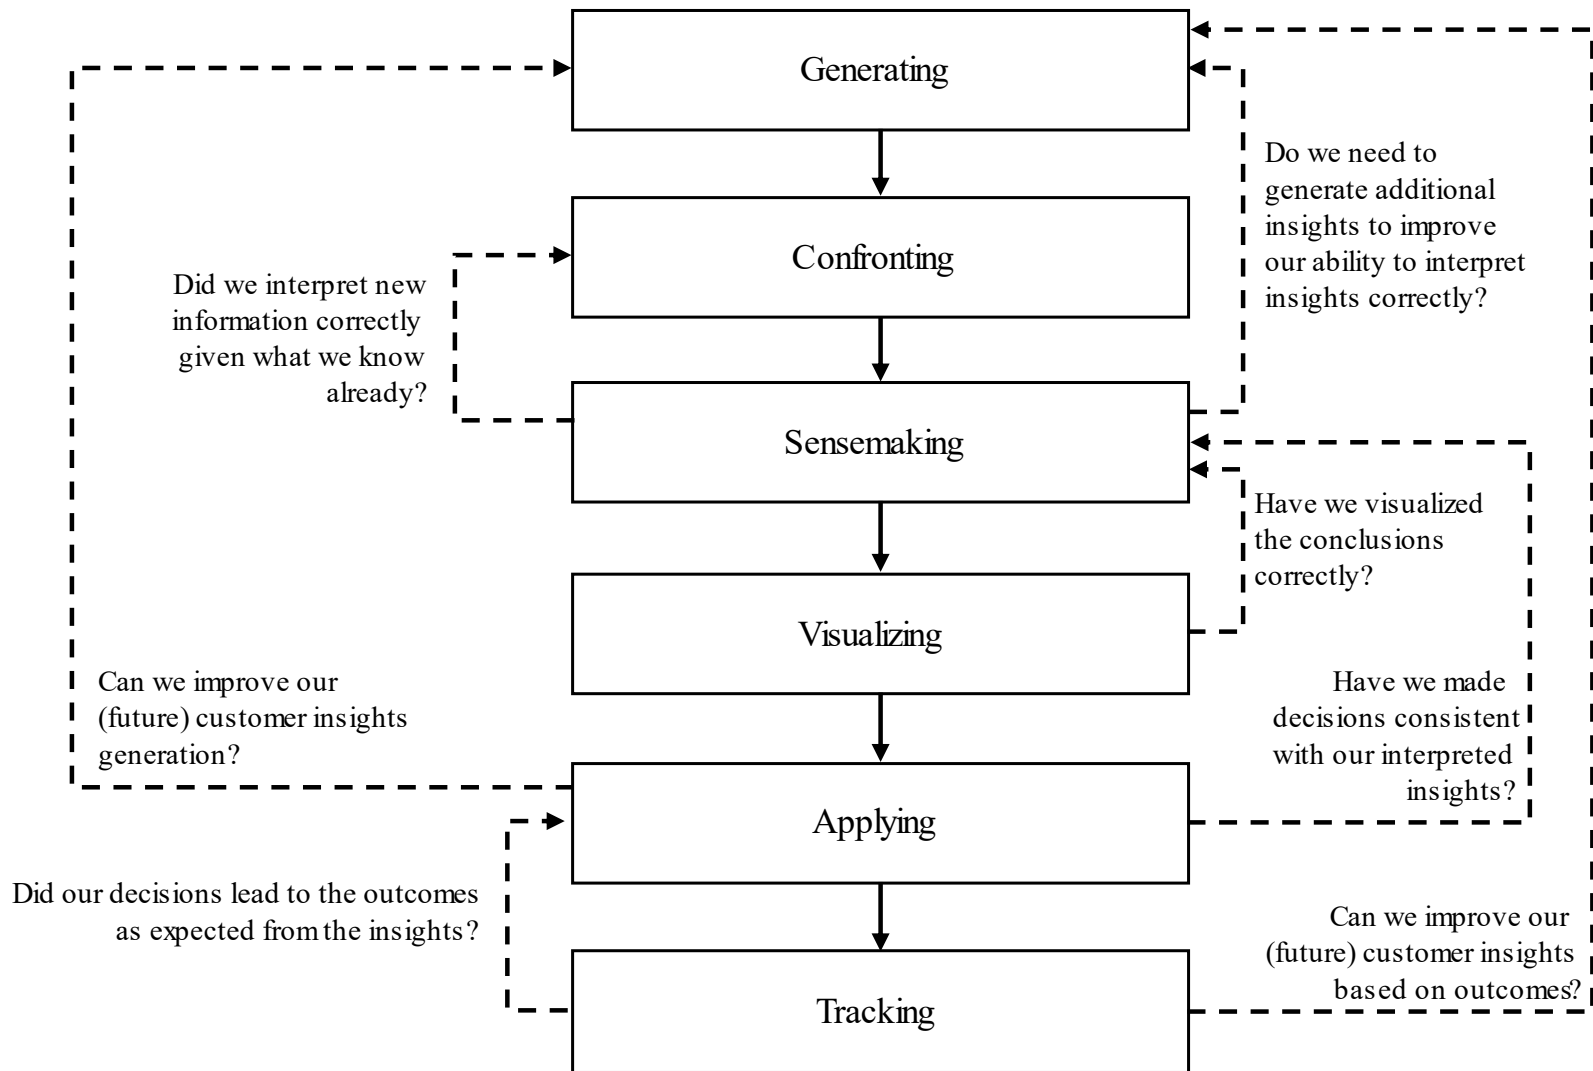 Generating
Do we need to
generate additional
insights to improve
our ability to interpret
insights correctly?
Confronting
Did we interpret new
information correctly
given what we know
already?
Sensemaking
Have we visualized
the conclusions
correctly?
Visualizing
Can we improve our
(future) customer insights
generation?
Have we made
decisions consistent
with our interpreted
insights?
Applying
Did our decisions lead to the outcomes
as expected from the insights?
Can we improve our
(future) customer insights
based on outcomes?
Tracking